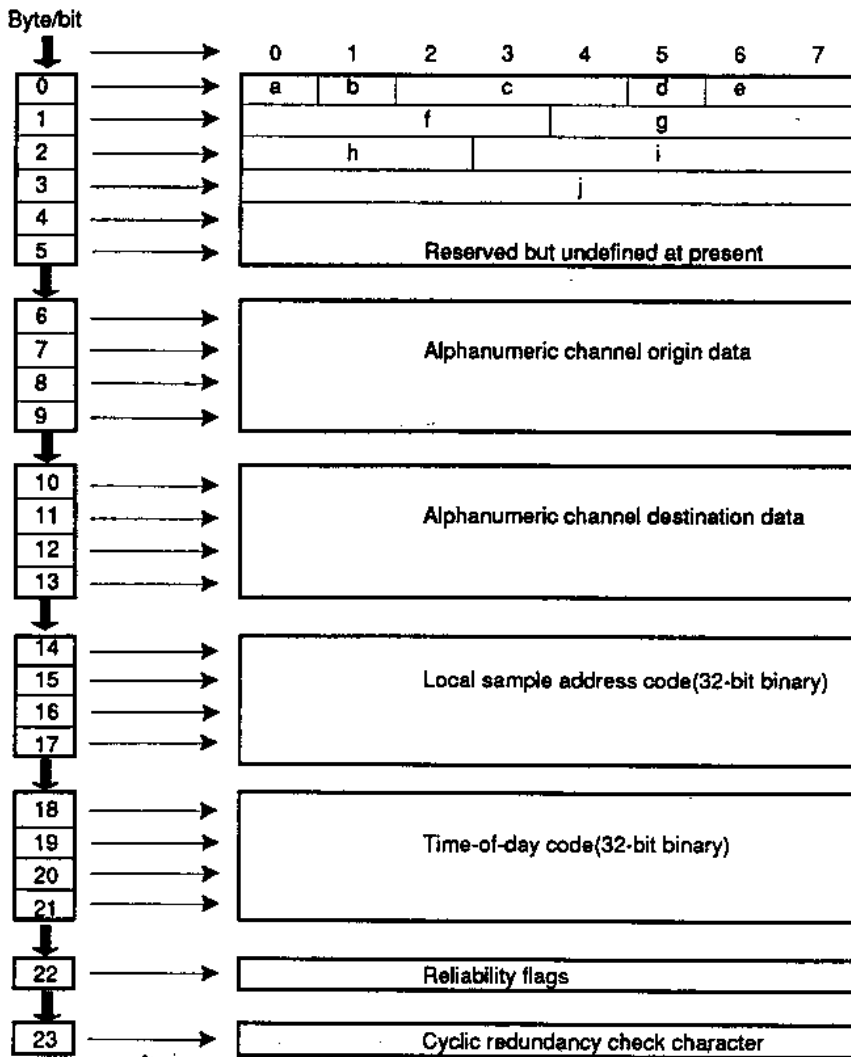 Byte/bit
0 1 2 3 4 5 6 7
0 a b c d e
1 f g
2 h i
3 j
4
5 Reserved but undefined at present
6
7 Alphanumeric channel origin data
8
9
10
11 Alphanumeric channel destination data
12
13
14
15 Local sample address code(32-bit binary)
16
17
18
19 Time-of-day code(32-bit binary)
20
21
22 Reliability flags
23 Cyclic redundancy check character